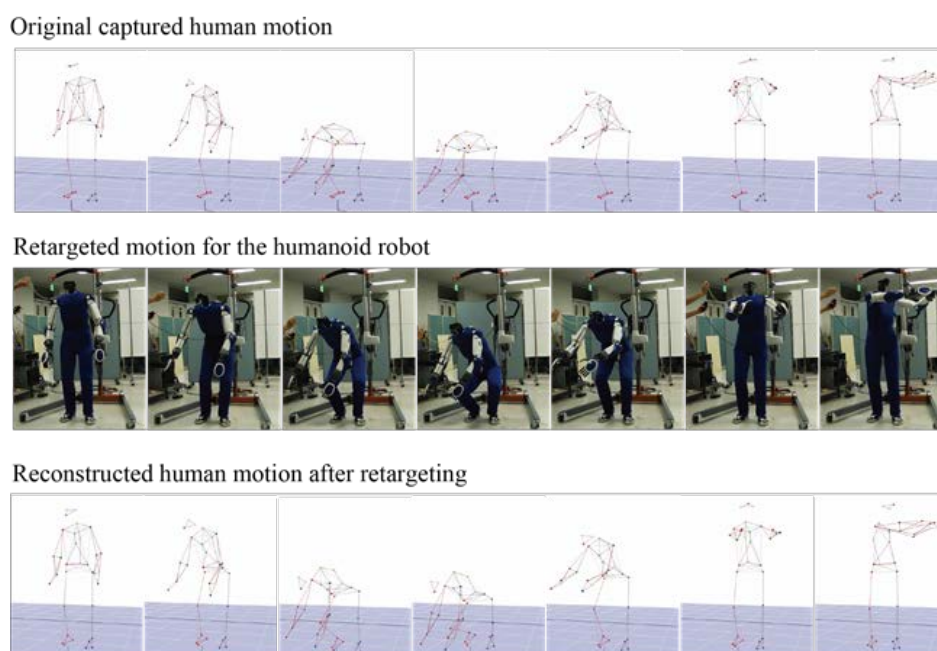 Original captured human motion
Retargeted motion for the humanoid robot
Reconstructed human motion after retargeting